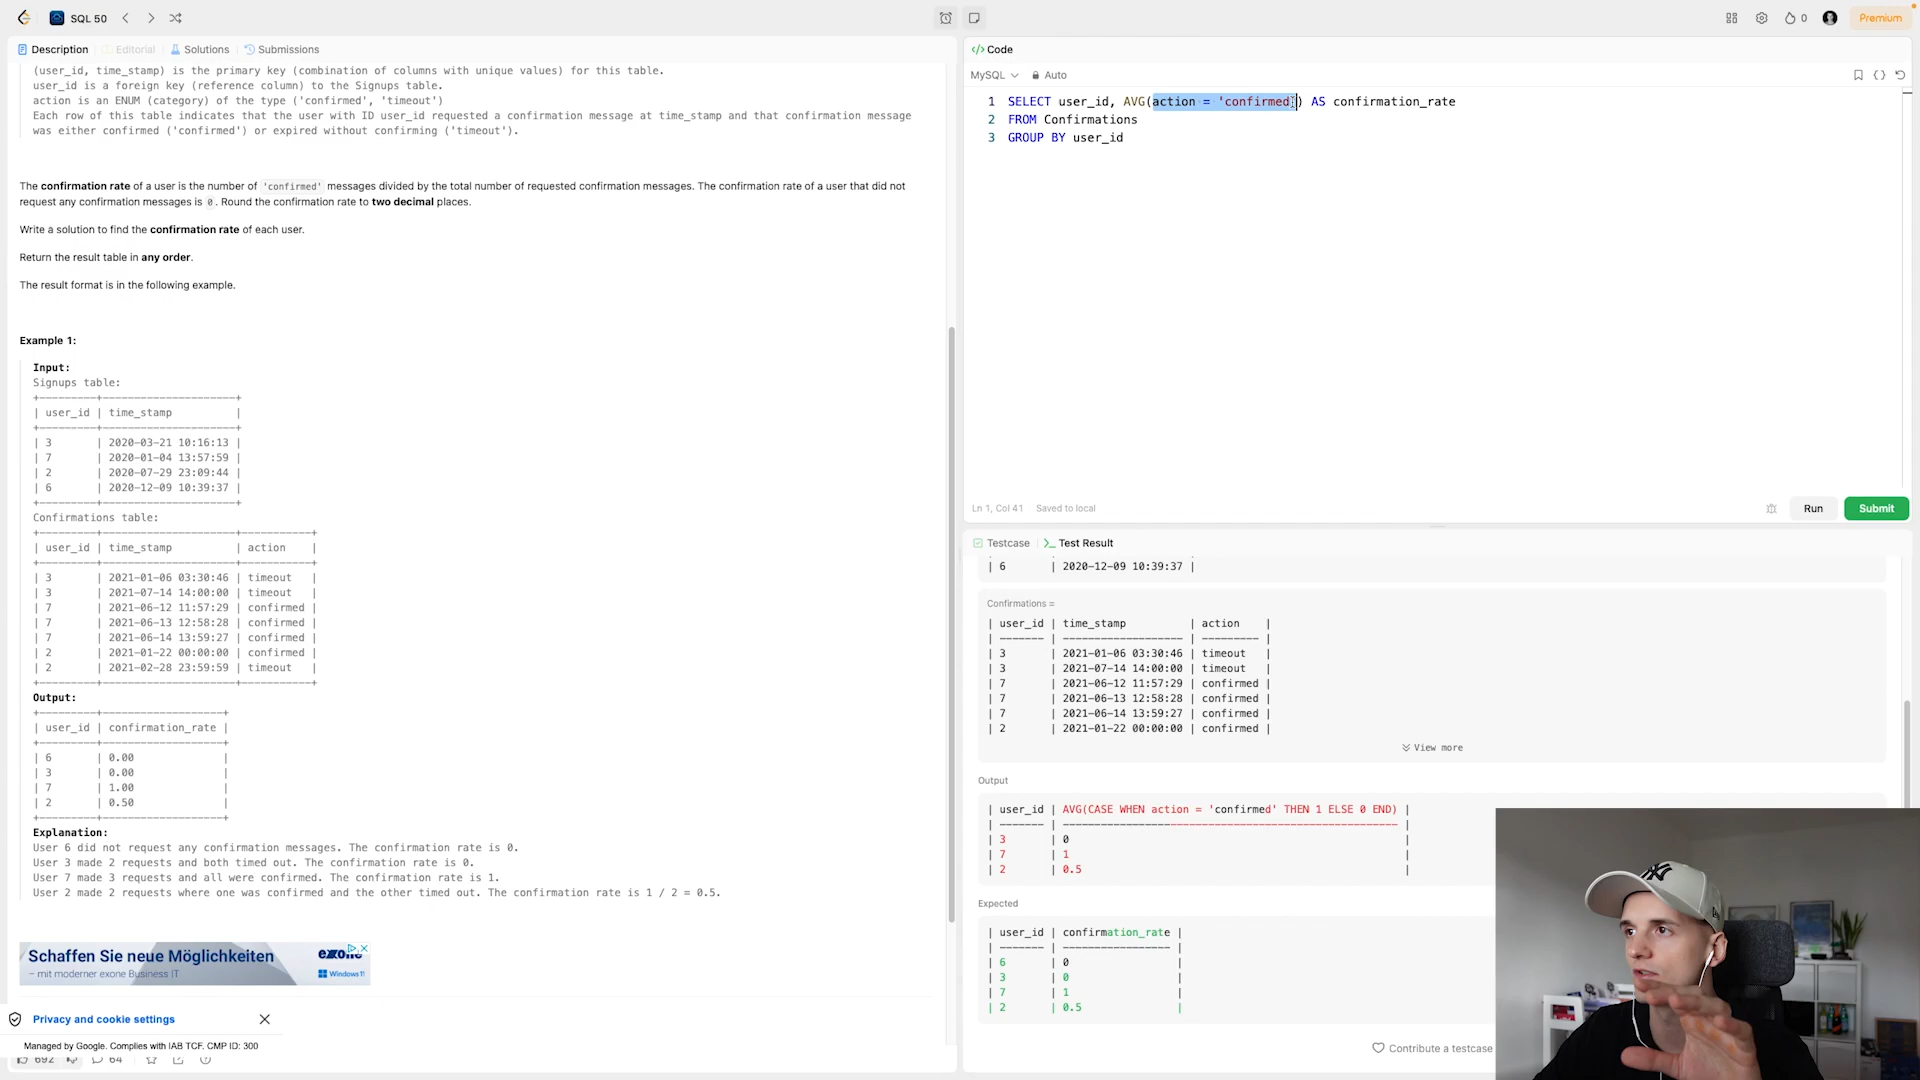 SQL 50
0
Premium
Description
Editorial
Solutions
Submissions
(user_id, time_stamp) is the primary key (combination of columns with unique values) for this table.
user_id is a foreign key (reference column) to the Signups table.
action is an ENUM (category) of the type ('confirmed', 'timeout')
Each row of this table indicates that the user with ID user_id requested a confirmation message at time_stamp and that confirmation message
was either confirmed ('confirmed') or expired without confirming ('timeout').
The confirmation rate of a user is the number of 'confirmed' messages divided by the total number of requested confirmation messages. The confirmation rate of a user that did not
request any confirmation messages is 0. Round the confirmation rate to two decimal places.
Write a solution to find the confirmation rate of each user.
Return the result table in any order.
The result format is in the following example.
Example 1:
Input:
Signups table:
+---------+---------------------+
| user_id | time_stamp          |
+---------+---------------------+
| 3       | 2020-03-21 10:16:13 |
| 7       | 2020-01-04 13:57:59 |
| 2       | 2020-07-29 23:09:44 |
| 6       | 2020-12-09 10:39:37 |
+---------+---------------------+
Confirmations table:
+---------+---------------------+-----------+
| user_id | time_stamp          | action    |
+---------+---------------------+-----------+
| 3       | 2021-01-06 03:30:46 | timeout   |
| 3       | 2021-07-14 14:00:00 | timeout   |
| 7       | 2021-06-12 11:57:29 | confirmed |
| 7       | 2021-06-13 12:58:28 | confirmed |
| 7       | 2021-06-14 13:59:27 | confirmed |
| 2       | 2021-01-22 00:00:00 | confirmed |
| 2       | 2021-02-28 23:59:59 | timeout   |
+---------+---------------------+-----------+
Output:
+---------+-------------------+
| user_id | confirmation_rate |
+---------+-------------------+
| 6       | 0.00              |
| 3       | 0.00              |
| 7       | 1.00              |
| 2       | 0.50              |
+---------+-------------------+
Explanation:
User 6 did not request any confirmation messages. The confirmation rate is 0.
User 3 made 2 requests and both timed out. The confirmation rate is 0.
User 7 made 3 requests and all were confirmed. The confirmation rate is 1.
User 2 made 2 requests where one was confirmed and the other timed out. The confirmation rate is 1 / 2 = 0.5.
Schaffen Sie neue Möglichkeiten
– mit moderner exone Business IT
exone
Windows 11
Privacy and cookie settings
Managed by Google. Complies with IAB TCF. CMP ID: 300
692
64
</> Code
MySQL
Auto
1 SELECT user_id, AVG(action = 'confirmed') AS confirmation_rate
2 FROM Confirmations
3 GROUP BY user_id
Ln 1, Col 41
Saved to local
Run
Submit
Testcase
Test Result
| 6       | 2020-12-09 10:39:37 |
Confirmations =
| user_id | time_stamp          | action    |
| ------- | ------------------- | --------- |
| 3       | 2021-01-06 03:30:46 | timeout   |
| 3       | 2021-07-14 14:00:00 | timeout   |
| 7       | 2021-06-12 11:57:29 | confirmed |
| 7       | 2021-06-13 12:58:28 | confirmed |
| 7       | 2021-06-14 13:59:27 | confirmed |
| 2       | 2021-01-22 00:00:00 | confirmed |
View more
Output
| user_id | AVG(CASE WHEN action = 'confirmed' THEN 1 ELSE 0 END) |
| ------- | ----------------------------------------------------- |
| 3       | 0                                                     |
| 7       | 1                                                     |
| 2       | 0.5                                                   |
Expected
| user_id | confirmation_rate |
| ------- | ----------------- |
| 6       | 0                 |
| 3       | 0                 |
| 7       | 1                 |
| 2       | 0.5               |
Contribute a testcase